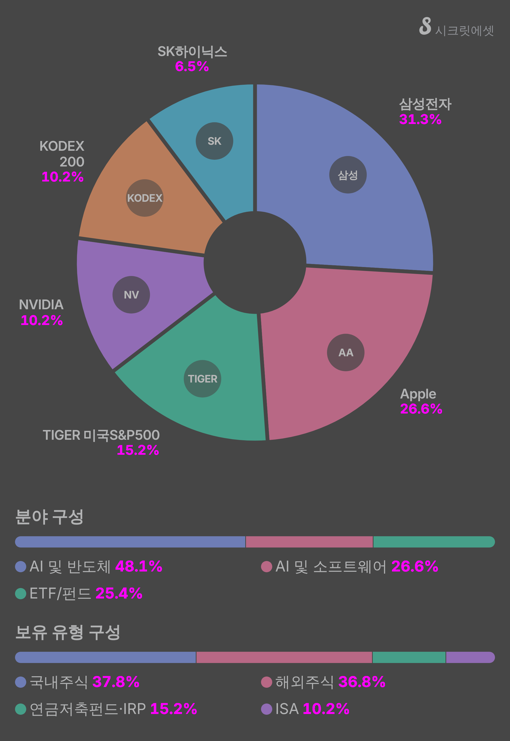 시크릿에셋
SK하이닉스
6.5%
삼성전자
31.3%
KODEX
200
10.2%
SK
삼성
KODEX
NVIDIA
10.2%
NV
AA
TIGER
Apple
26.6%
TIGER 미국S&P500
15.2%
분야 구성
AI 및 반도체 48.1%
AI 및 소프트웨어 26.6%
ETF/펀드 25.4%
보유 유형 구성
국내주식 37.8%
해외주식 36.8%
연금저축펀드·IRP 15.2%
ISA 10.2%